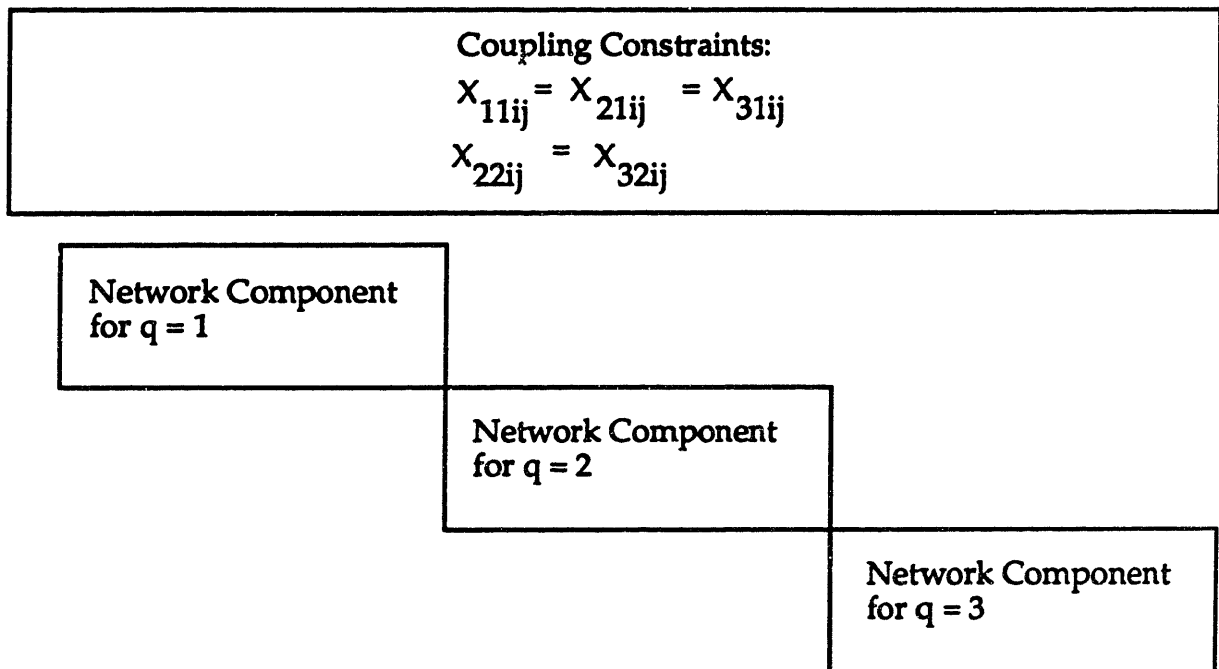 Coupling Constraints:
X11ij = X21ij = X31ij
X22ij = X32ij
Network Component
for q = 1
Network Component
for q = 2
Network Component
for q = 3